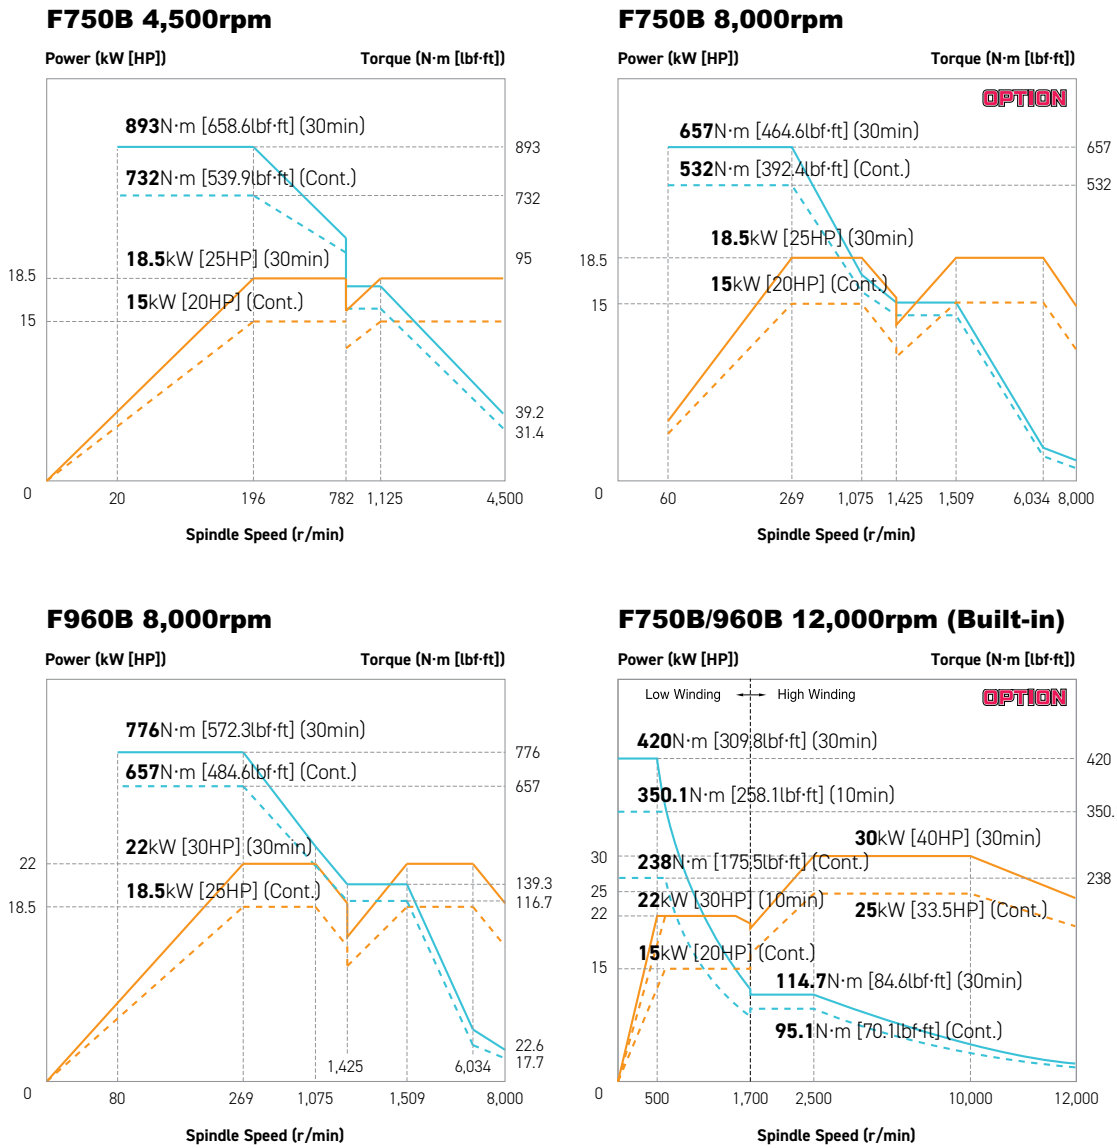 F750B 4,500rpm
Power (kW [HP])
Torque (N·m [lbf·ft])
893N·m [658.6lbf·ft] (30min)
893
732N·m [539.9lbf·ft] (Cont.)
732
18.5kW [25HP] (30min)
95
18.5
15kW [20HP] (Cont.)
15
39.2
31.4
0
20
196
782
1,125
4,500
Spindle Speed (r/min)
F750B 8,000rpm
Power (kW [HP])
Torque (N·m [lbf·ft])
OPTION
657N·m [464.6lbf·ft] (30min)
657
532N·m [392.4lbf·ft] (Cont.)
532
18.5kW [25HP] (30min)
18.5
15kW [20HP] (Cont.)
15
0
60
269
1,075
1,425
1,509
6,034
8,000
Spindle Speed (r/min)
F960B 8,000rpm
Power (kW [HP])
Torque (N·m [lbf·ft])
776N·m [572.3lbf·ft] (30min)
776
657N·m [484.6lbf·ft] (Cont.)
657
22kW [30HP] (30min)
22
18.5kW [25HP] (Cont.)
139.3
116.7
18.5
22.6
17.7
1,425
6,034
0
80
269
1,075
1,509
8,000
Spindle Speed (r/min)
F750B/960B 12,000rpm (Built-in)
Power (kW [HP])
Torque (N·m [lbf·ft])
Low Winding
High Winding
OPTION
420N·m [309.8lbf·ft] (30min)
420
350.1N·m [258.1lbf·ft] (10min)
350.
30kW [40HP] (30min)
30
238N·m [175.5lbf·ft] (Cont.)
238
25
22kW [30HP] (10min)
25kW [33.5HP] (Cont.)
22
15kW [20HP] (Cont.)
15
114.7N·m [84.6lbf·ft] (30min)
95.1N·m [70.1lbf·ft] (Cont.)
0
500
1,700
2,500
10,000
12,000
Spindle Speed (r/min)